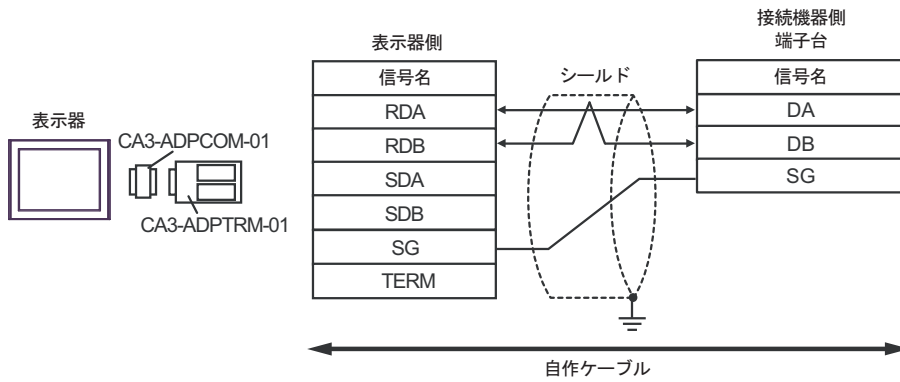 表示器
CA3-ADPCOM-01
CA3-ADPTRM-01
表示器側
信号名
RDA
RDB
SDA
SDB
SG
TERM
シールド
接続機器側
端子台
信号名
DA
DB
SG
自作ケーブル